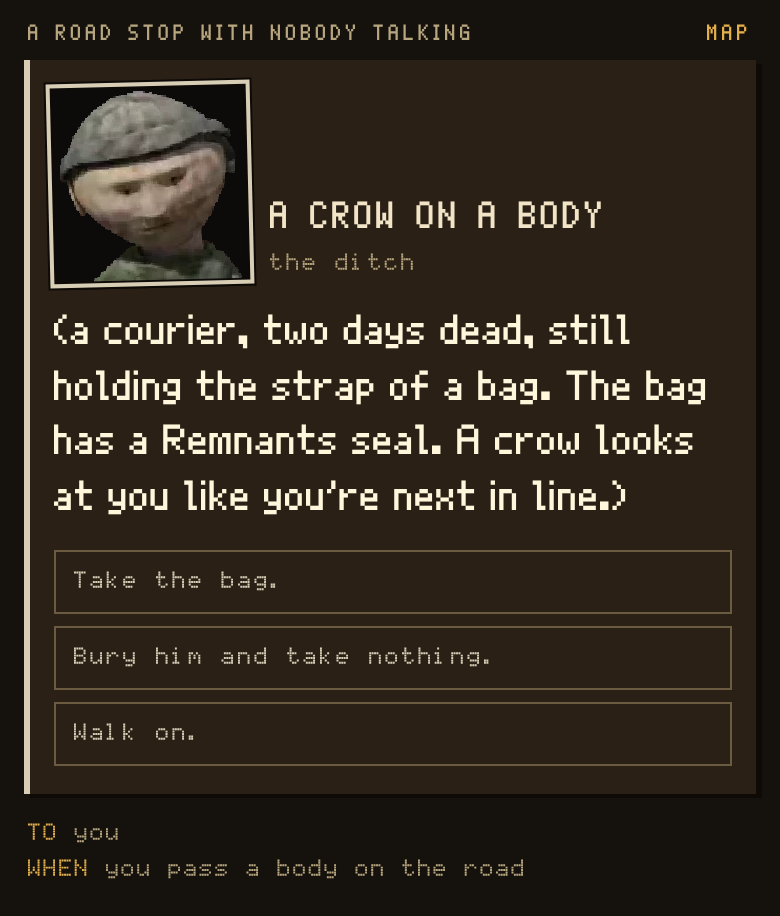 A ROAD STOP WITH NOBODY TALKING
MAP
A CROW ON A BODY
the ditch
(a courier, two days dead, still
holding the strap of a bag. The bag
has a Remnants seal. A crow looks
at you like you're next in line.)
Take the bag.
Bury him and take nothing.
Walk on.
TO you
WHEN you pass a body on the road